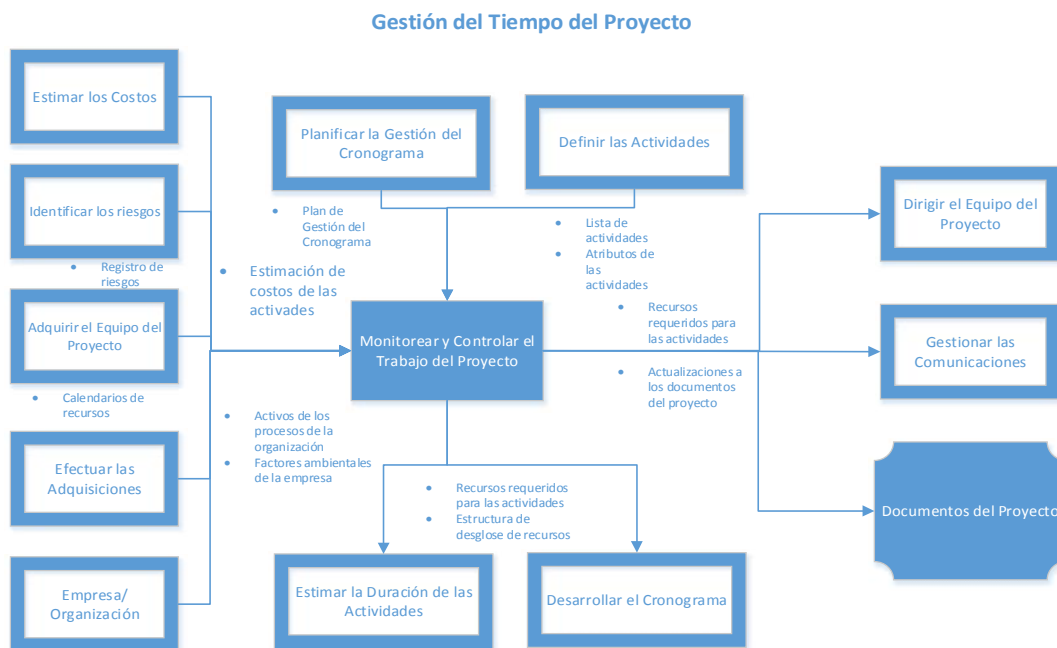 Gestión del Tiempo del Proyecto
Estimar los Costos
Planificar la Gestión del
Cronograma
Definir las Actividades
Identificar los riesgos
Dirigir el Equipo del
Proyecto
• Plan de
Gestión del
Cronograma
• Lista de
actividades
• Atributos de
las
actividades
• Registro de
riesgos
• Estimación de
costos de las
activades
Adquirir el Equipo del
Proyecto
Monitorear y Controlar el
Trabajo del Proyecto
• Recursos
requeridos para
las actividades
Gestionar las
Comunicaciones
• Actualizaciones a
los documentos
del proyecto
• Calendarios de
recursos
• Activos de los
procesos de la
organización
• Factores ambientales
de la empresa
Efectuar las
Adquisiciones
• Recursos requeridos
para las actividades
• Estructura de
desglose de recursos
Documentos del Proyecto
Empresa/
Organización
Estimar la Duración de las
Actividades
Desarrollar el Cronograma